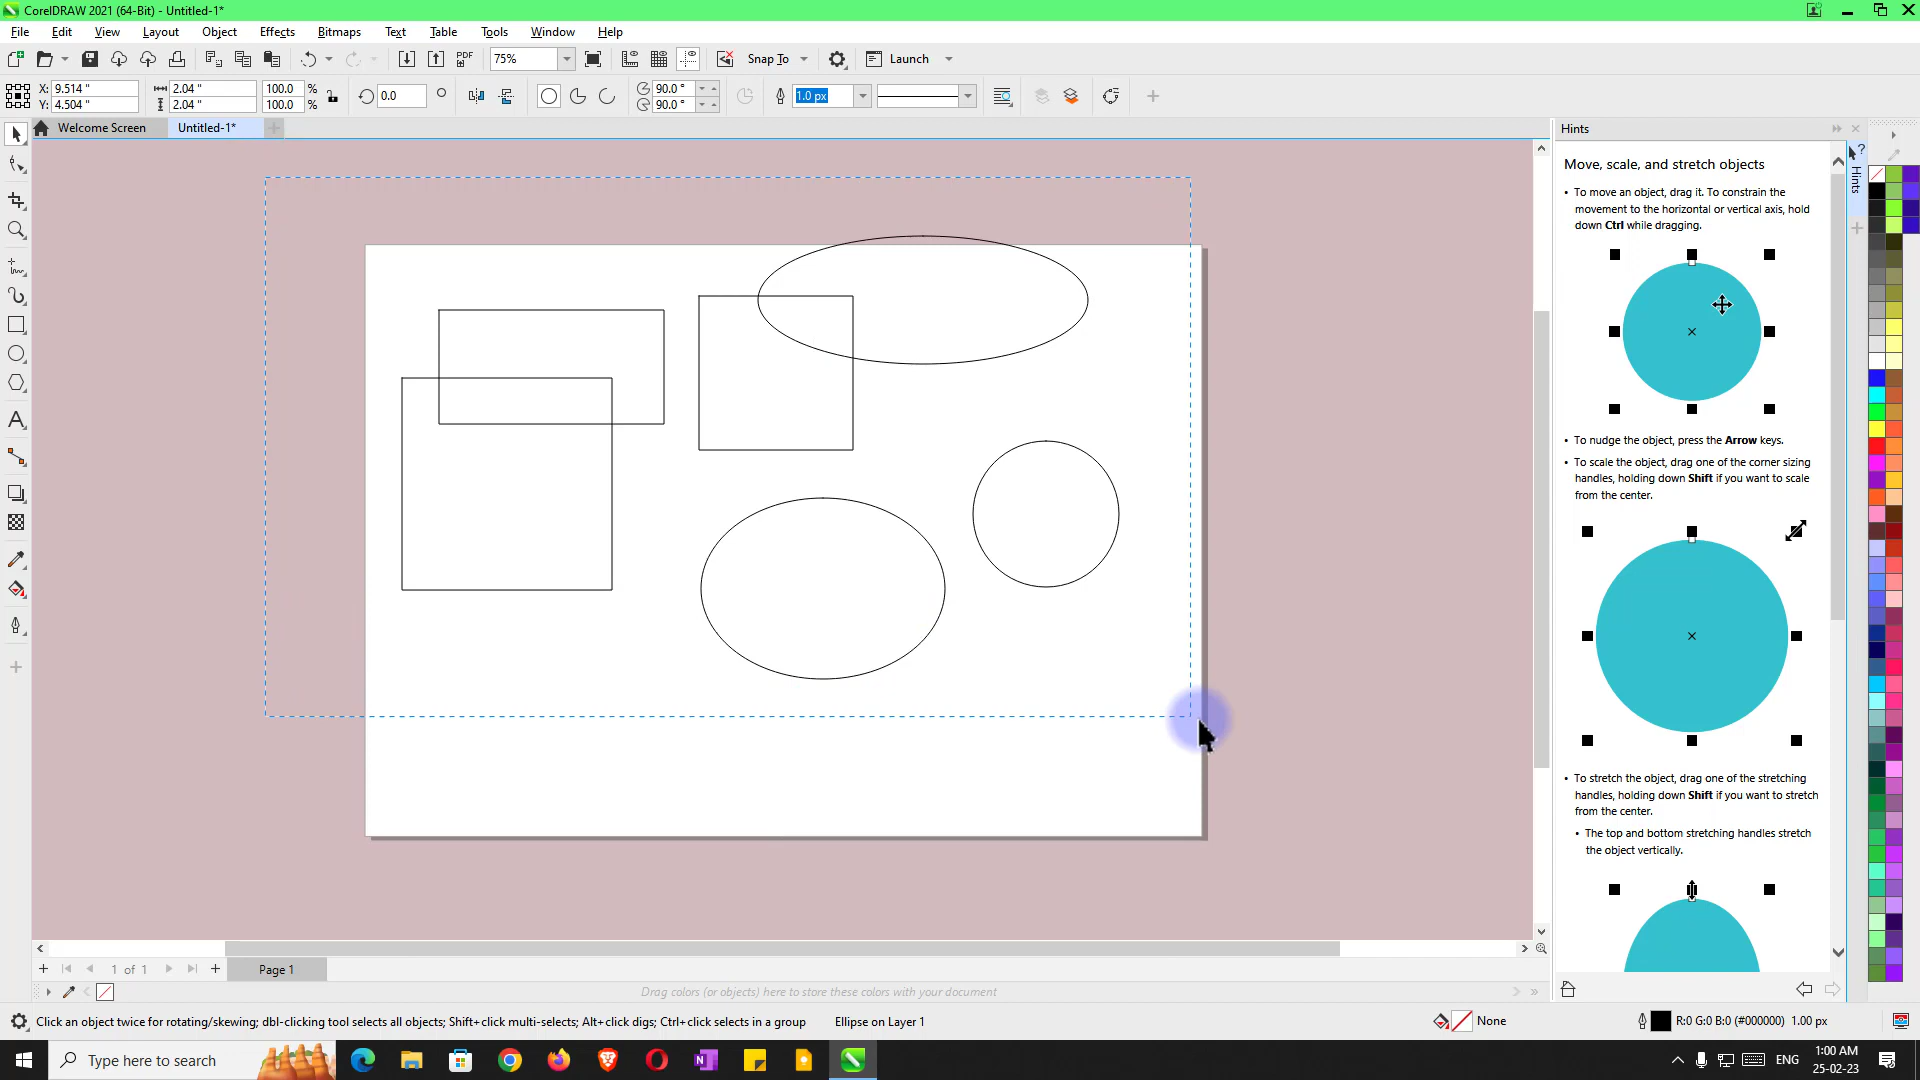 CorelDRAW 2021 (64-Bit) - Untitled-1*
File Edit View Layout Object Effects Bitmaps Text Table Tools Window Help
PDF 75% Snap To Launch
X: 9.514 " 2.04 " 100.0 % 0.0 90.0 ° 1.0 px
Y: 4.504 " 2.04 " 100.0 % 90.0 °
Welcome Screen Untitled-1*
Hints
Hints
Move, scale, and stretch objects
• To move an object, drag it. To constrain the
movement to the horizontal or vertical axis, hold
down Ctrl while dragging.
• To nudge the object, press the Arrow keys.
• To scale the object, drag one of the corner sizing
handles, holding down Shift if you want to scale
from the center.
• To stretch the object, drag one of the stretching
handles, holding down Shift if you want to stretch
from the center.
• The top and bottom stretching handles stretch
the object vertically.
1 of 1 Page 1
Drag colors (or objects) here to store these colors with your document
Click an object twice for rotating/skewing; dbl-clicking tool selects all objects; Shift+click multi-selects; Alt+click digs; Ctrl+click selects in a group Ellipse on Layer 1 None R:0 G:0 B:0 (#000000) 1.00 px
Type here to search
ENG
1:00 AM
25-02-23